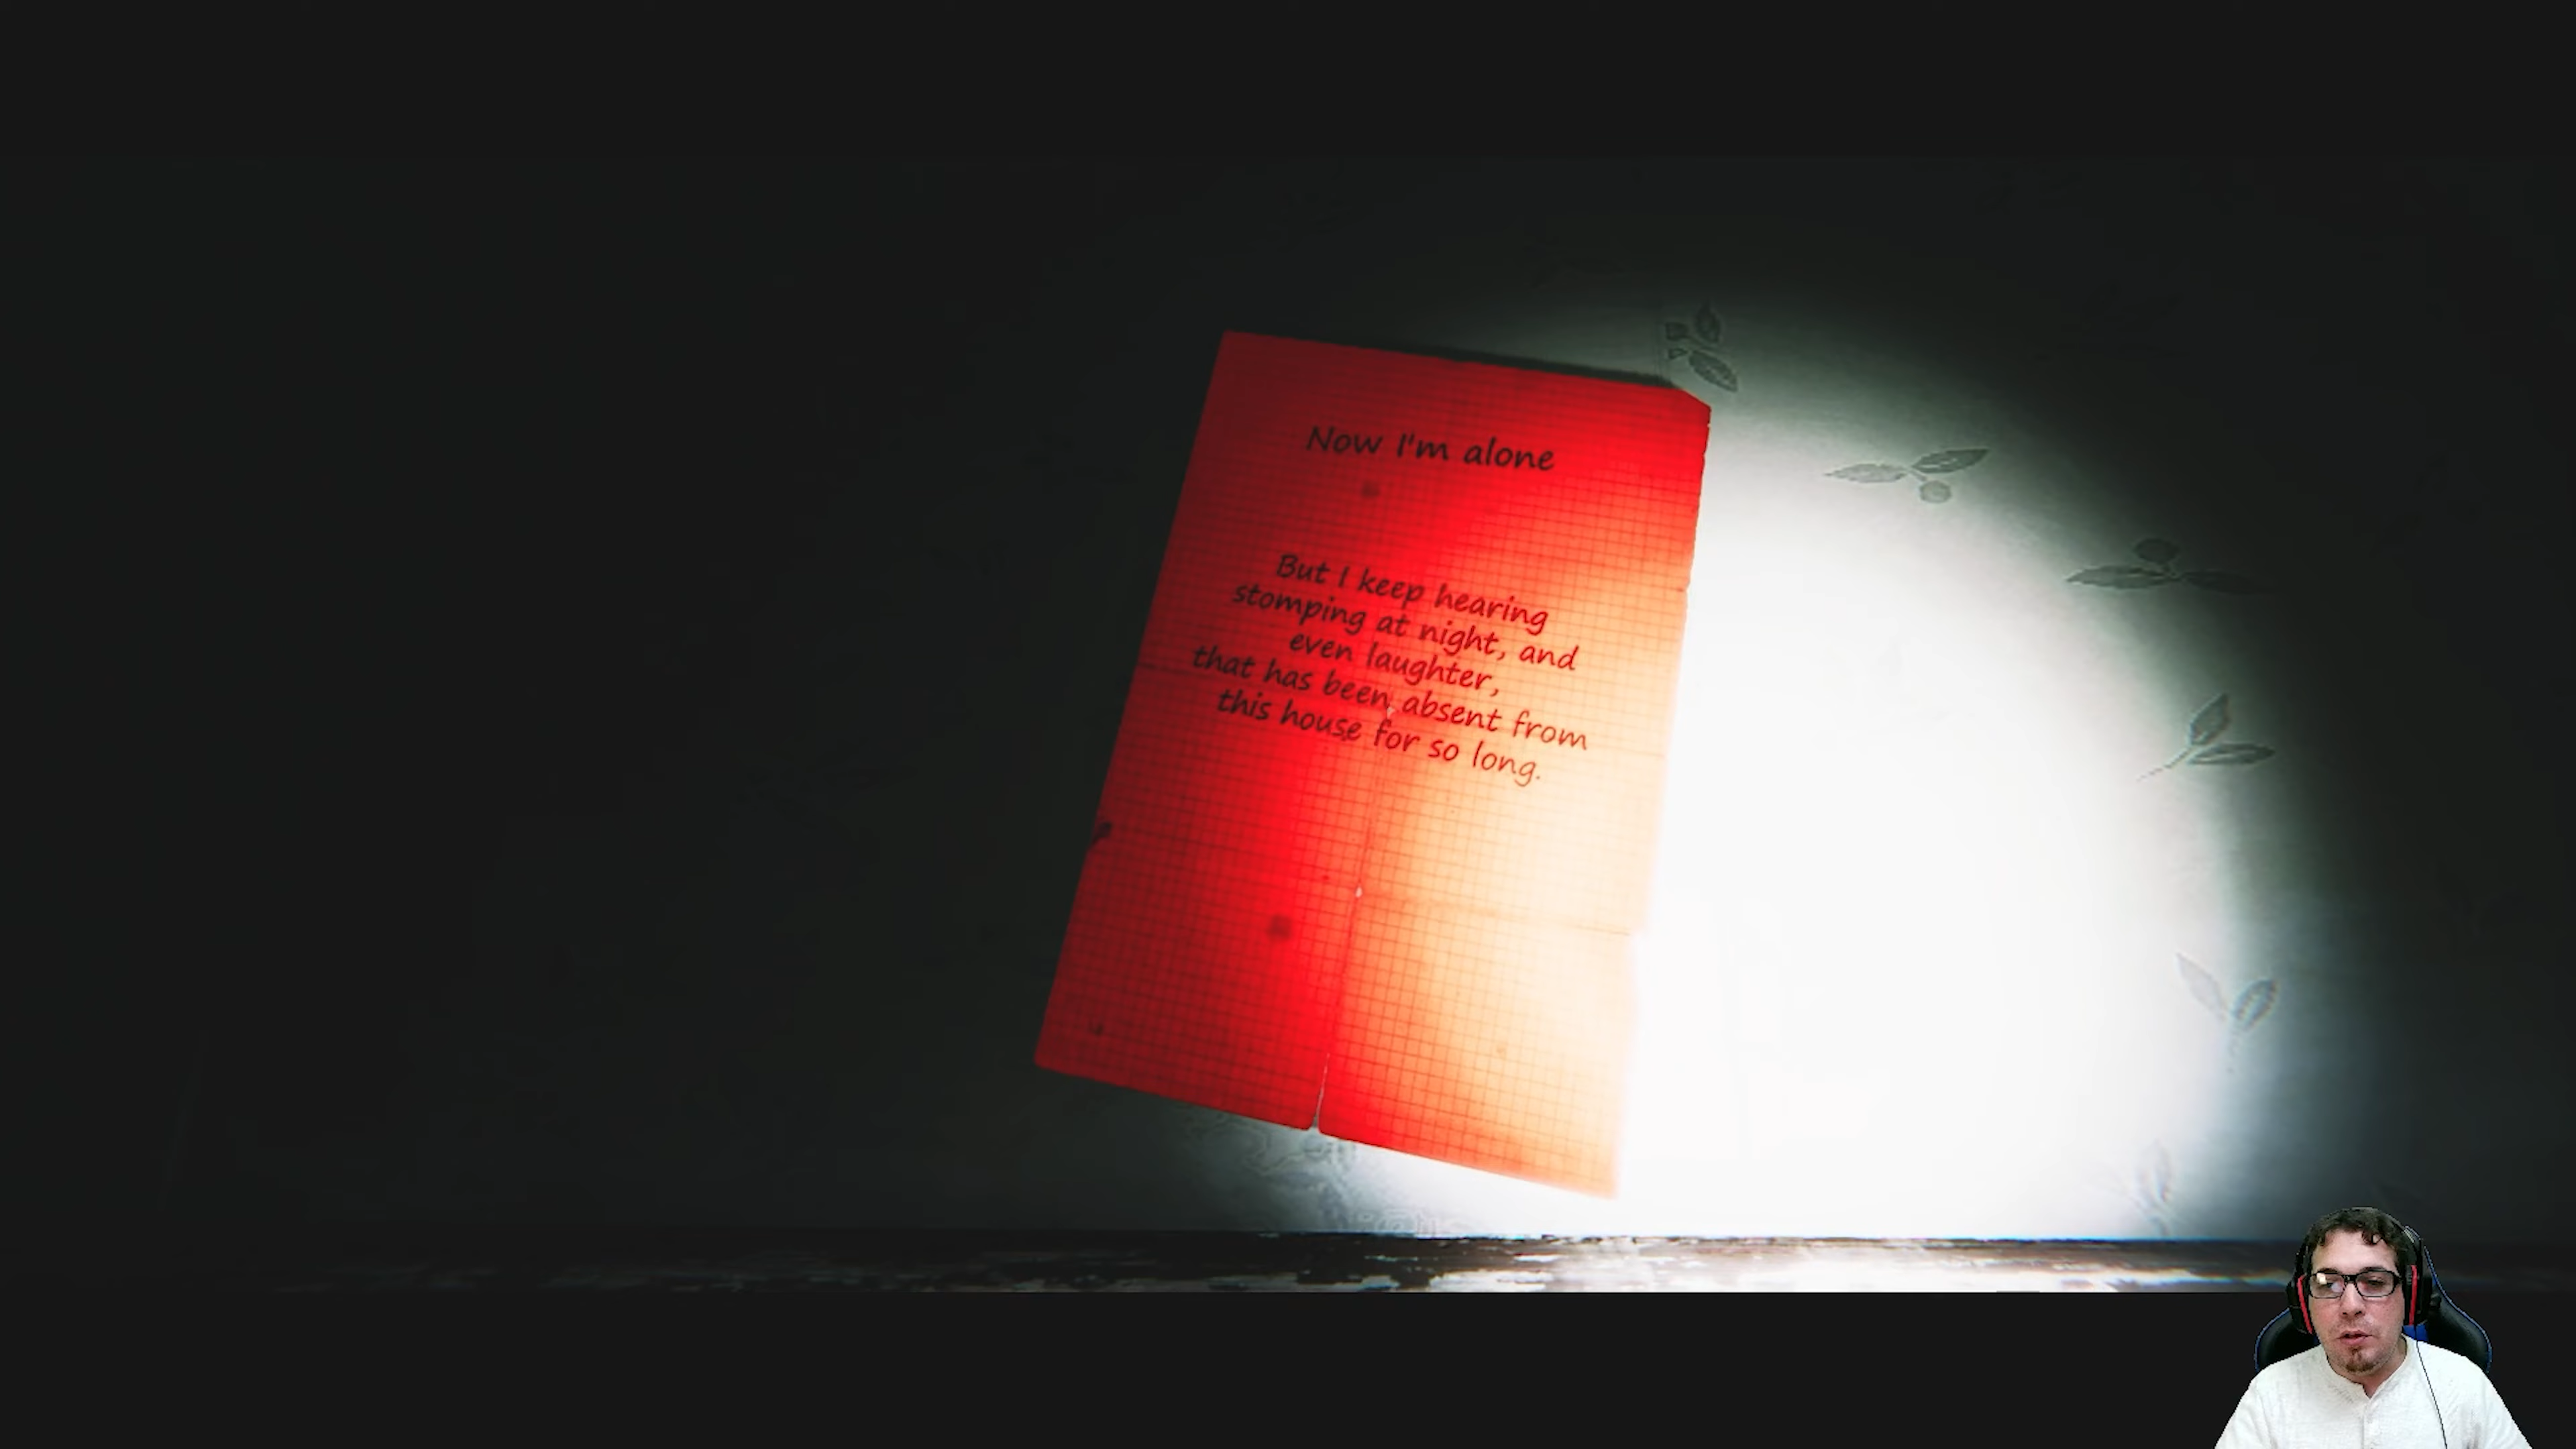 Now I'm alone
But I keep hearing
stomping at night, and
even laughter,
that has been absent from
this house for so long.